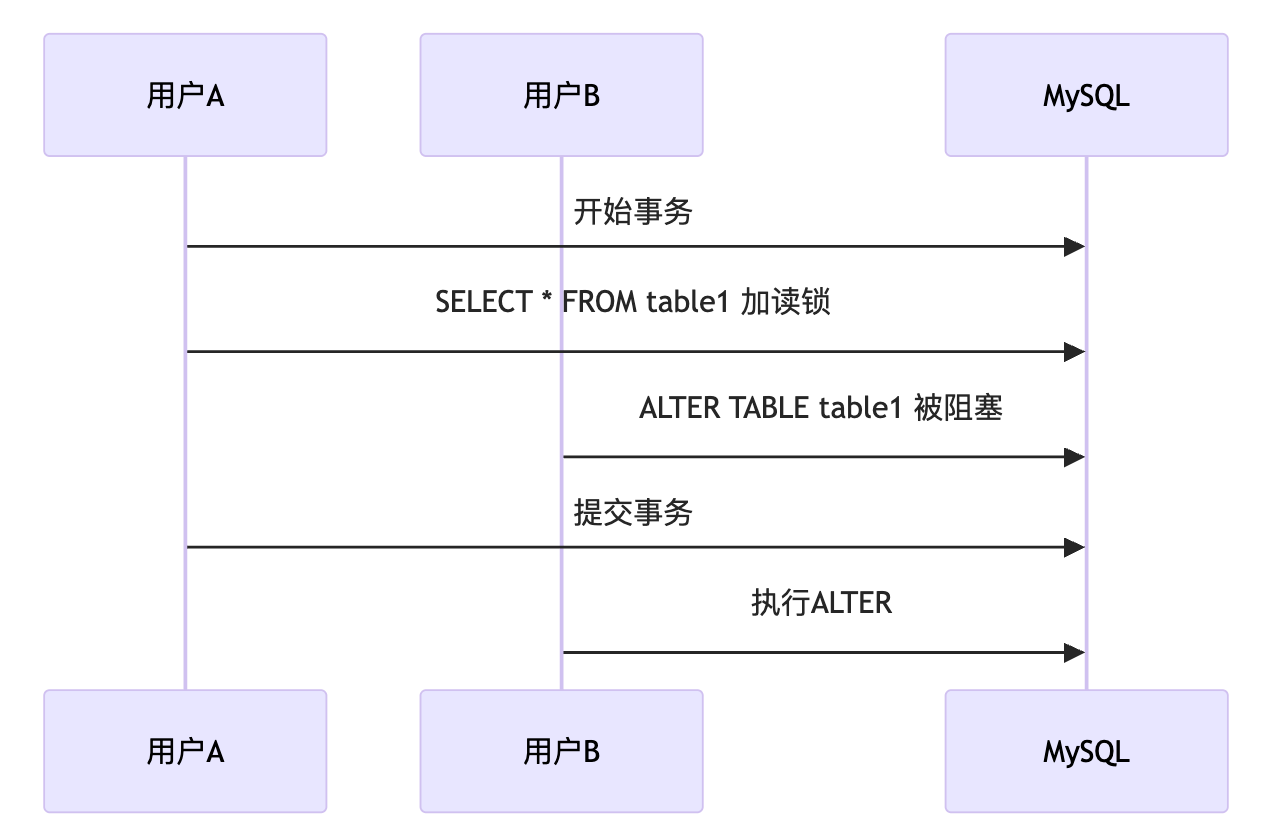 用户A
用户B
MySQL
开始事务
SELECT * FROM table1 加读锁
ALTER TABLE table1 被阻塞
提交事务
执行ALTER
用户A
用户B
MySQL